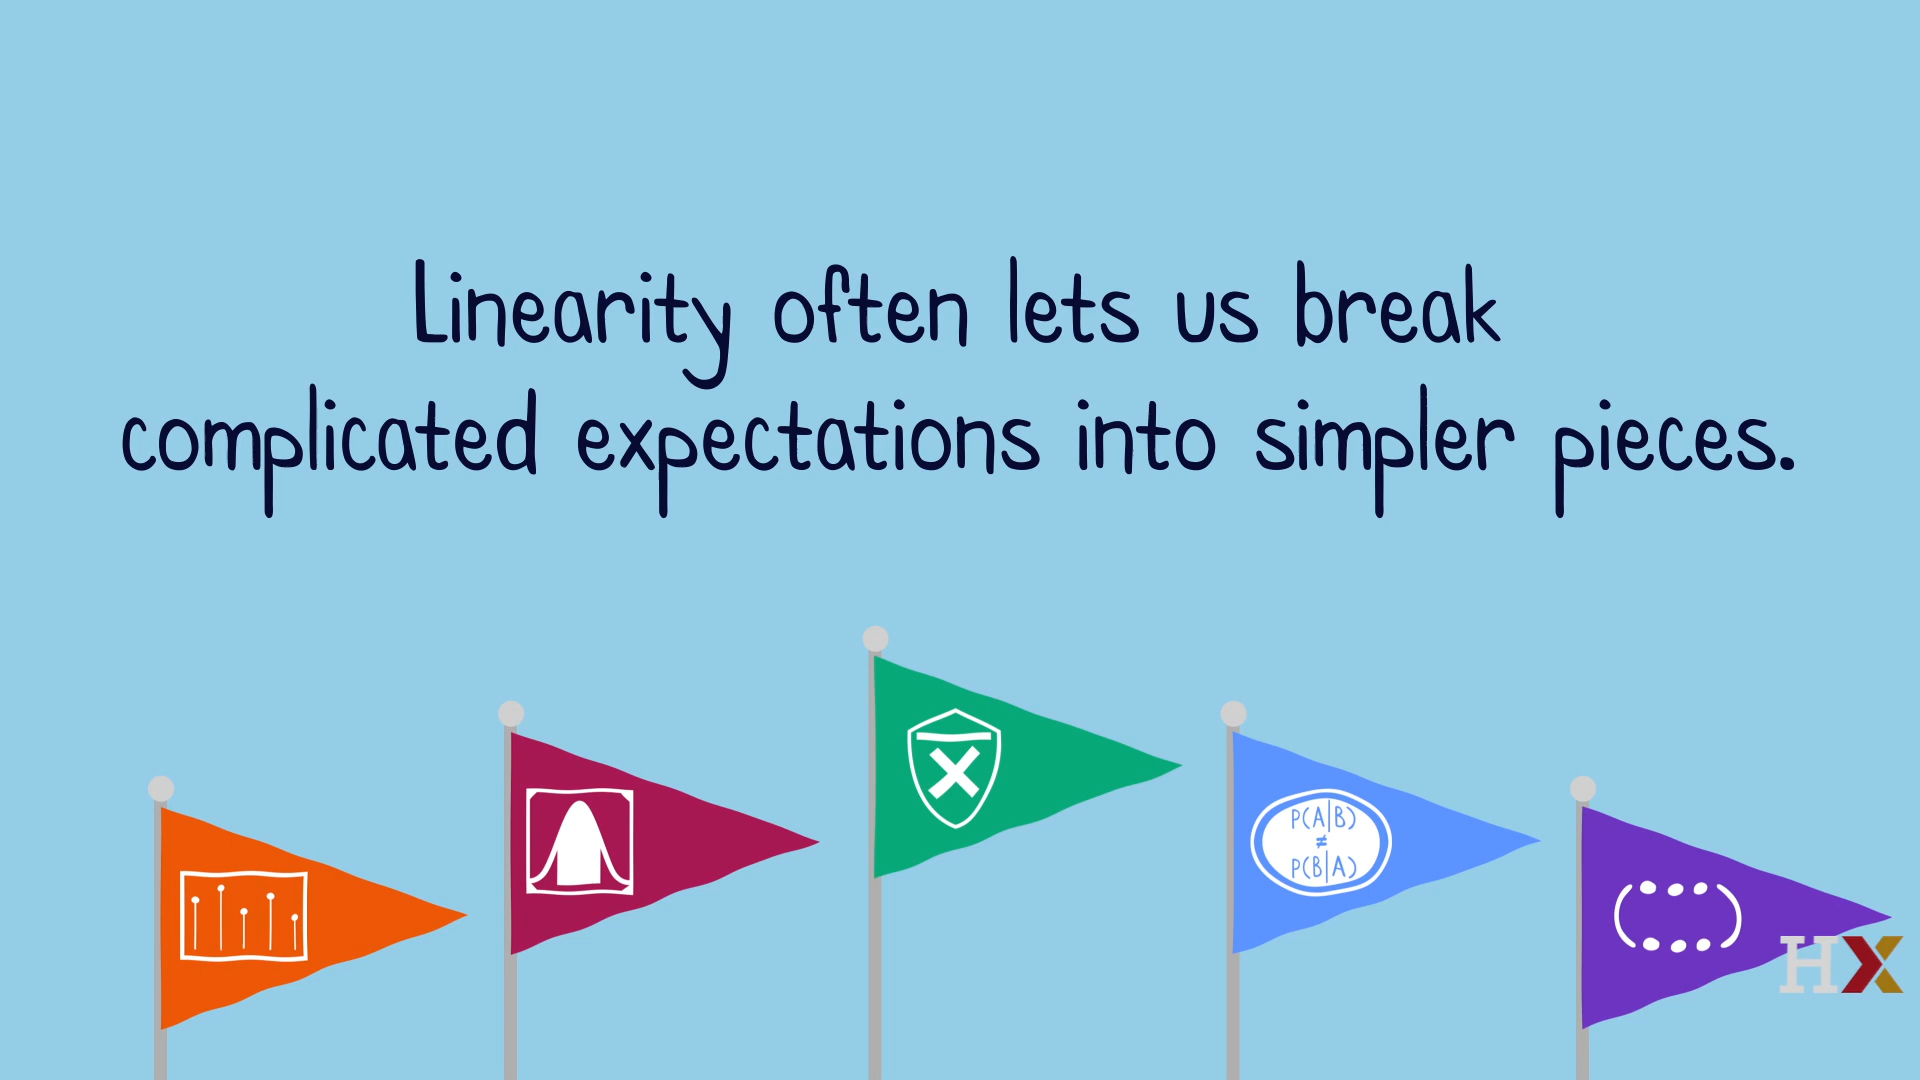 Linearity often lets us break
complicated expectations into simpler pieces.
P(A|B)
≠
P(B|A)
HX